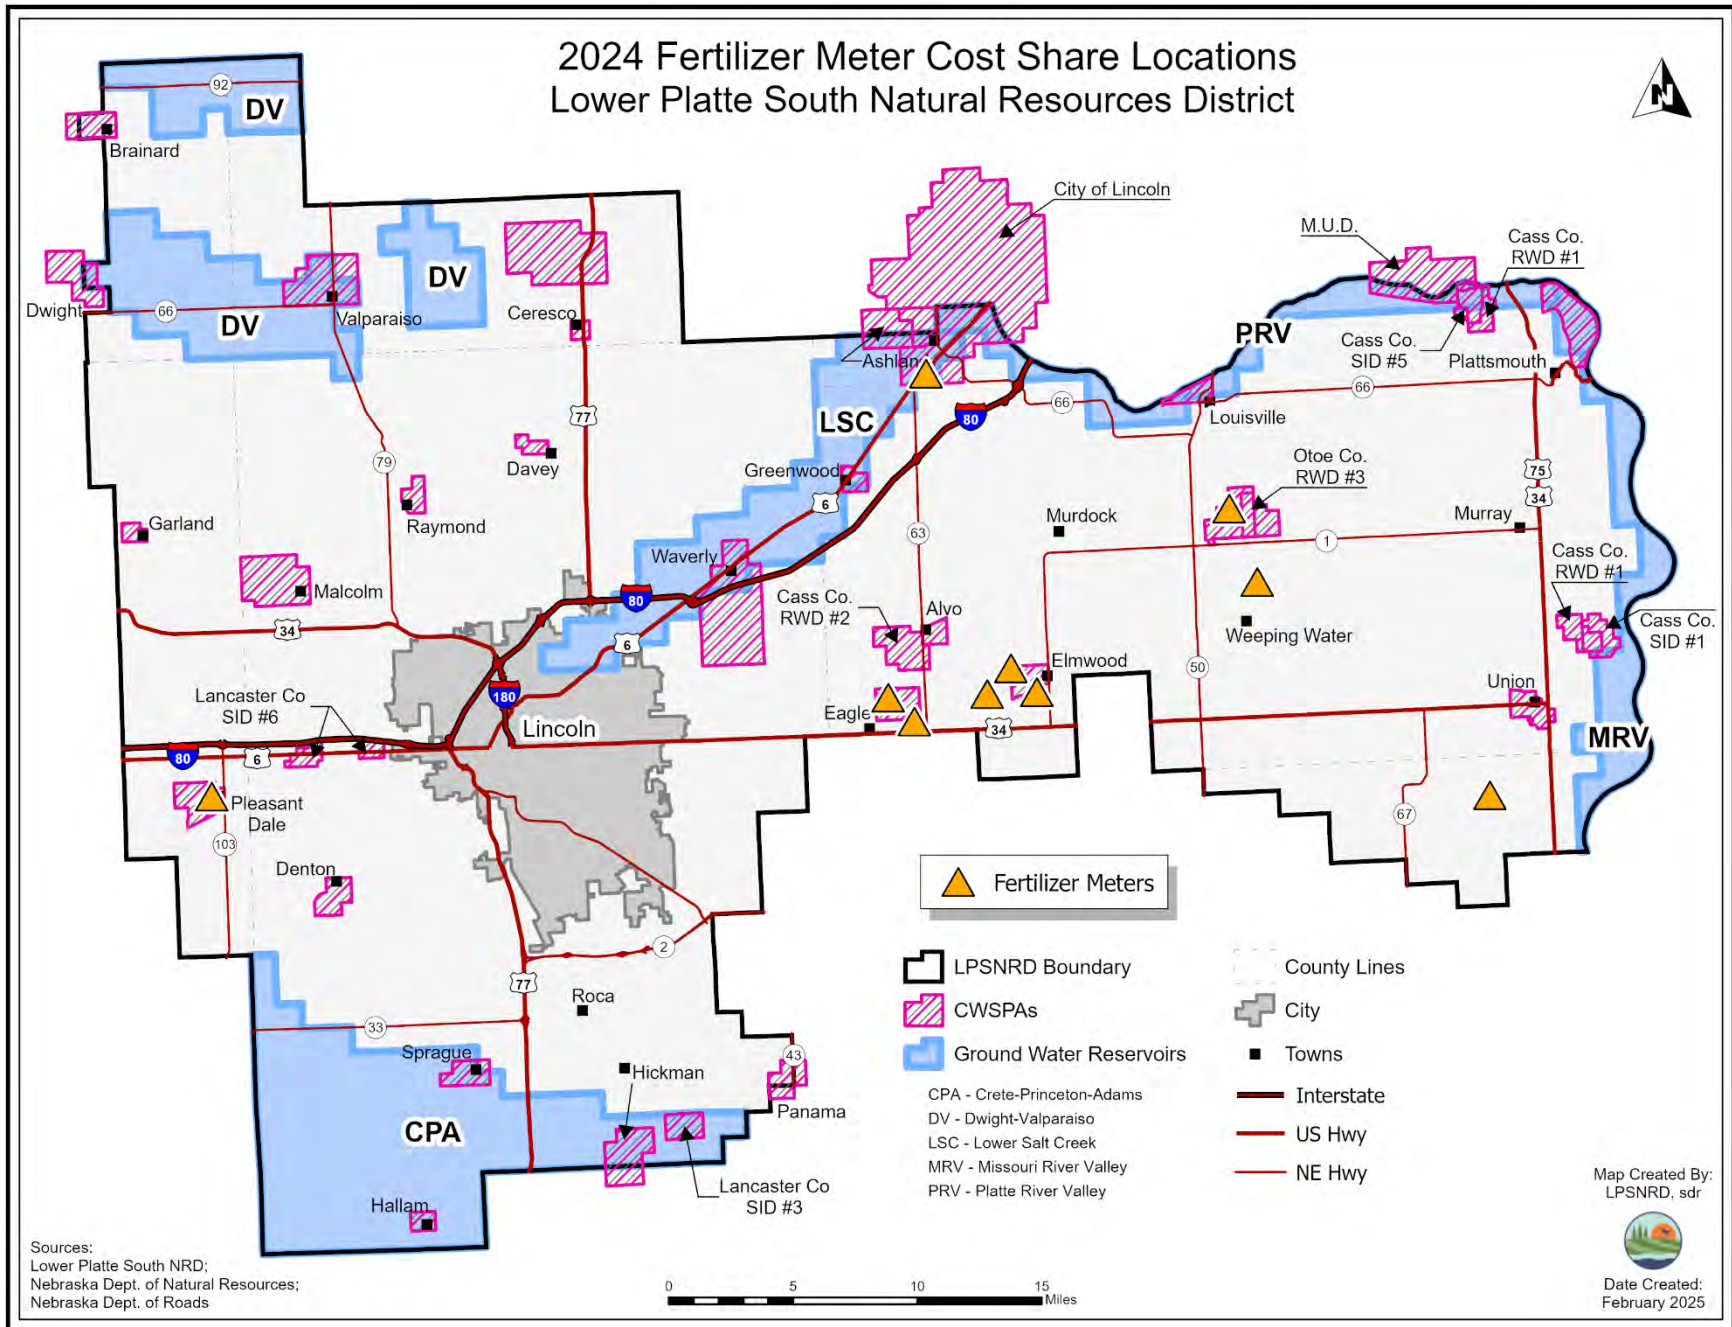 2024 Fertilizer Meter Cost Share Locations
Lower Platte South Natural Resources District
N
92
DV
Brainard
City of Lincoln
M.U.D.
Cass Co.
RWD #1
DV
Dwight
66
DV
Valparaiso
Ceresco
Ashlan
PRV
Cass Co.
SID #5
Plattsmouth
77
LSC
80
66
66
Louisville
79
Davey
Greenwood
6
Otoe Co.
RWD #3
75
34
Garland
Raymond
63
Murdock
Murray
1
Waverly
Malcolm
80
Cass Co.
RWD #2
Alvo
Cass Co.
RWD #1
34
6
Weeping Water
Cass Co.
SID #1
50
Elmwood
Lancaster Co
SID #6
180
Union
Eagle
34
Lincoln
MRV
80
6
Pleasant
Dale
67
103
Denton
Fertilizer Meters
2
LPSNRD Boundary
County Lines
77
Roca
CWSPAs
City
33
Sprague
Hickman
43
Ground Water Reservoirs
Towns
Panama
CPA - Crete-Princeton-Adams
Interstate
DV - Dwight-Valparaiso
CPA
US Hwy
LSC - Lower Salt Creek
MRV - Missouri River Valley
NE Hwy
PRV - Platte River Valley
Lancaster Co
SID #3
Hallam
Map Created By:
LPSNRD, sdr
Sources:
Lower Platte South NRD;
Nebraska Dept. of Natural Resources;
Nebraska Dept. of Roads
0 5 10 15
Miles
Date Created:
February 2025